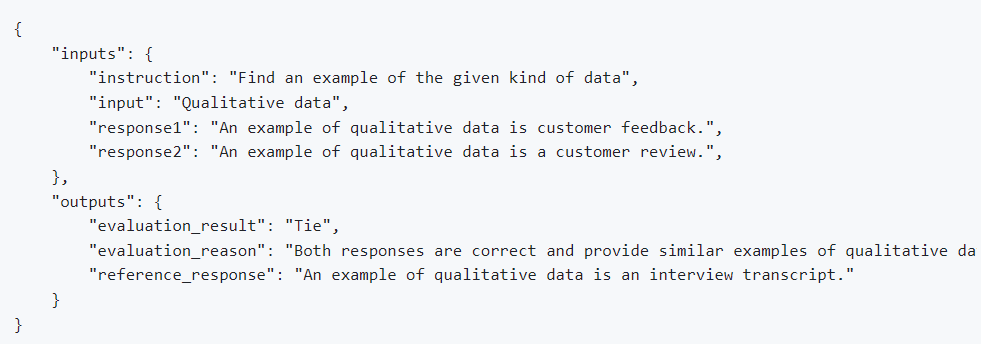 {
    "inputs": {
        "instruction": "Find an example of the given kind of data",
        "input": "Qualitative data",
        "response1": "An example of qualitative data is customer feedback.",
        "response2": "An example of qualitative data is a customer review.",
    },
    "outputs": {
        "evaluation_result": "Tie",
        "evaluation_reason": "Both responses are correct and provide similar examples of qualitative da
        "reference_response": "An example of qualitative data is an interview transcript."
    }
}